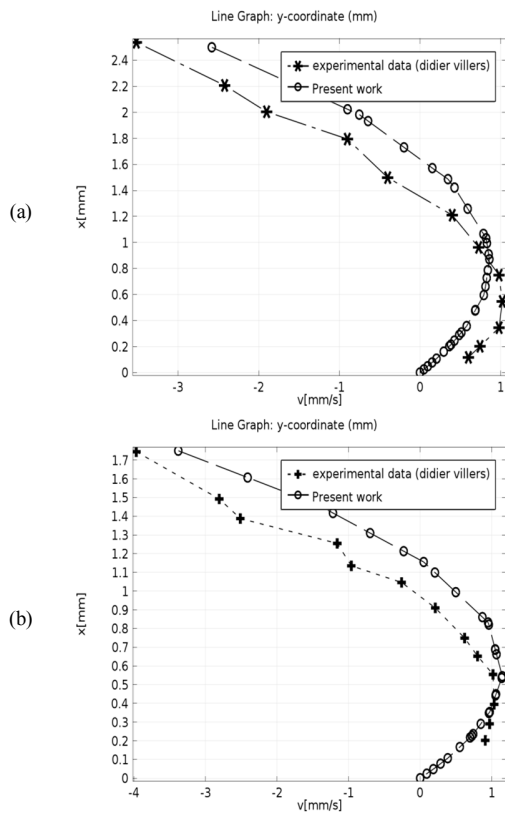 Line Graph: y-coordinate (mm)
2.4
2.2
2
1.8
1.6
1.4
1.2
1
0.8
0.6
0.4
0.2
0
x[mm]
(a)
experimental data (didier villers)
Present work
-3 -2 -1 0 1
v[mm/s]
Line Graph: y-coordinate (mm)
1.7
1.6
1.5
1.4
1.3
1.2
1.1
1
0.9
0.8
0.7
0.6
0.5
0.4
0.3
0.2
0.1
0
x[mm]
(b)
experimental data (didier villers)
Present work
-4 -3 -2 -1 0 1
v[mm/s]